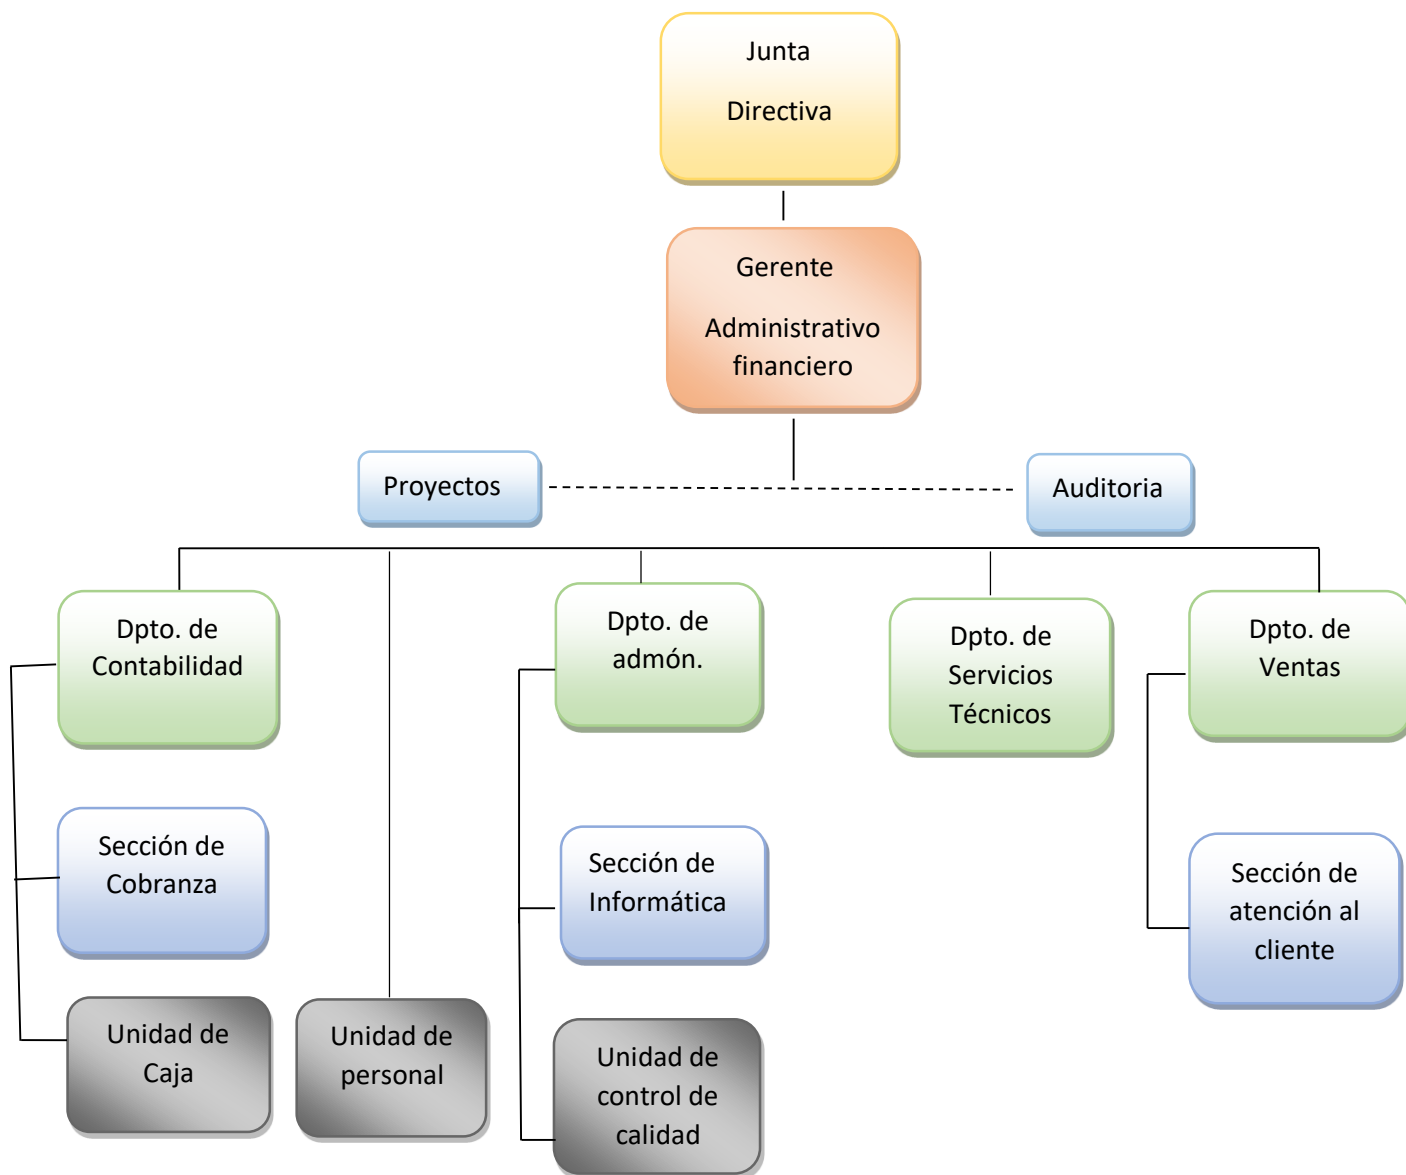 Junta
Directiva
Gerente
Administrativo
financiero
Proyectos
Auditoria
Dpto. de
Contabilidad
Dpto. de
admón.
Dpto. de
Servicios
Técnicos
Dpto. de
Ventas
Sección de
Cobranza
Sección de
Informática
Sección de
atención al
cliente
Unidad de
Caja
Unidad de
personal
Unidad de
control de
calidad